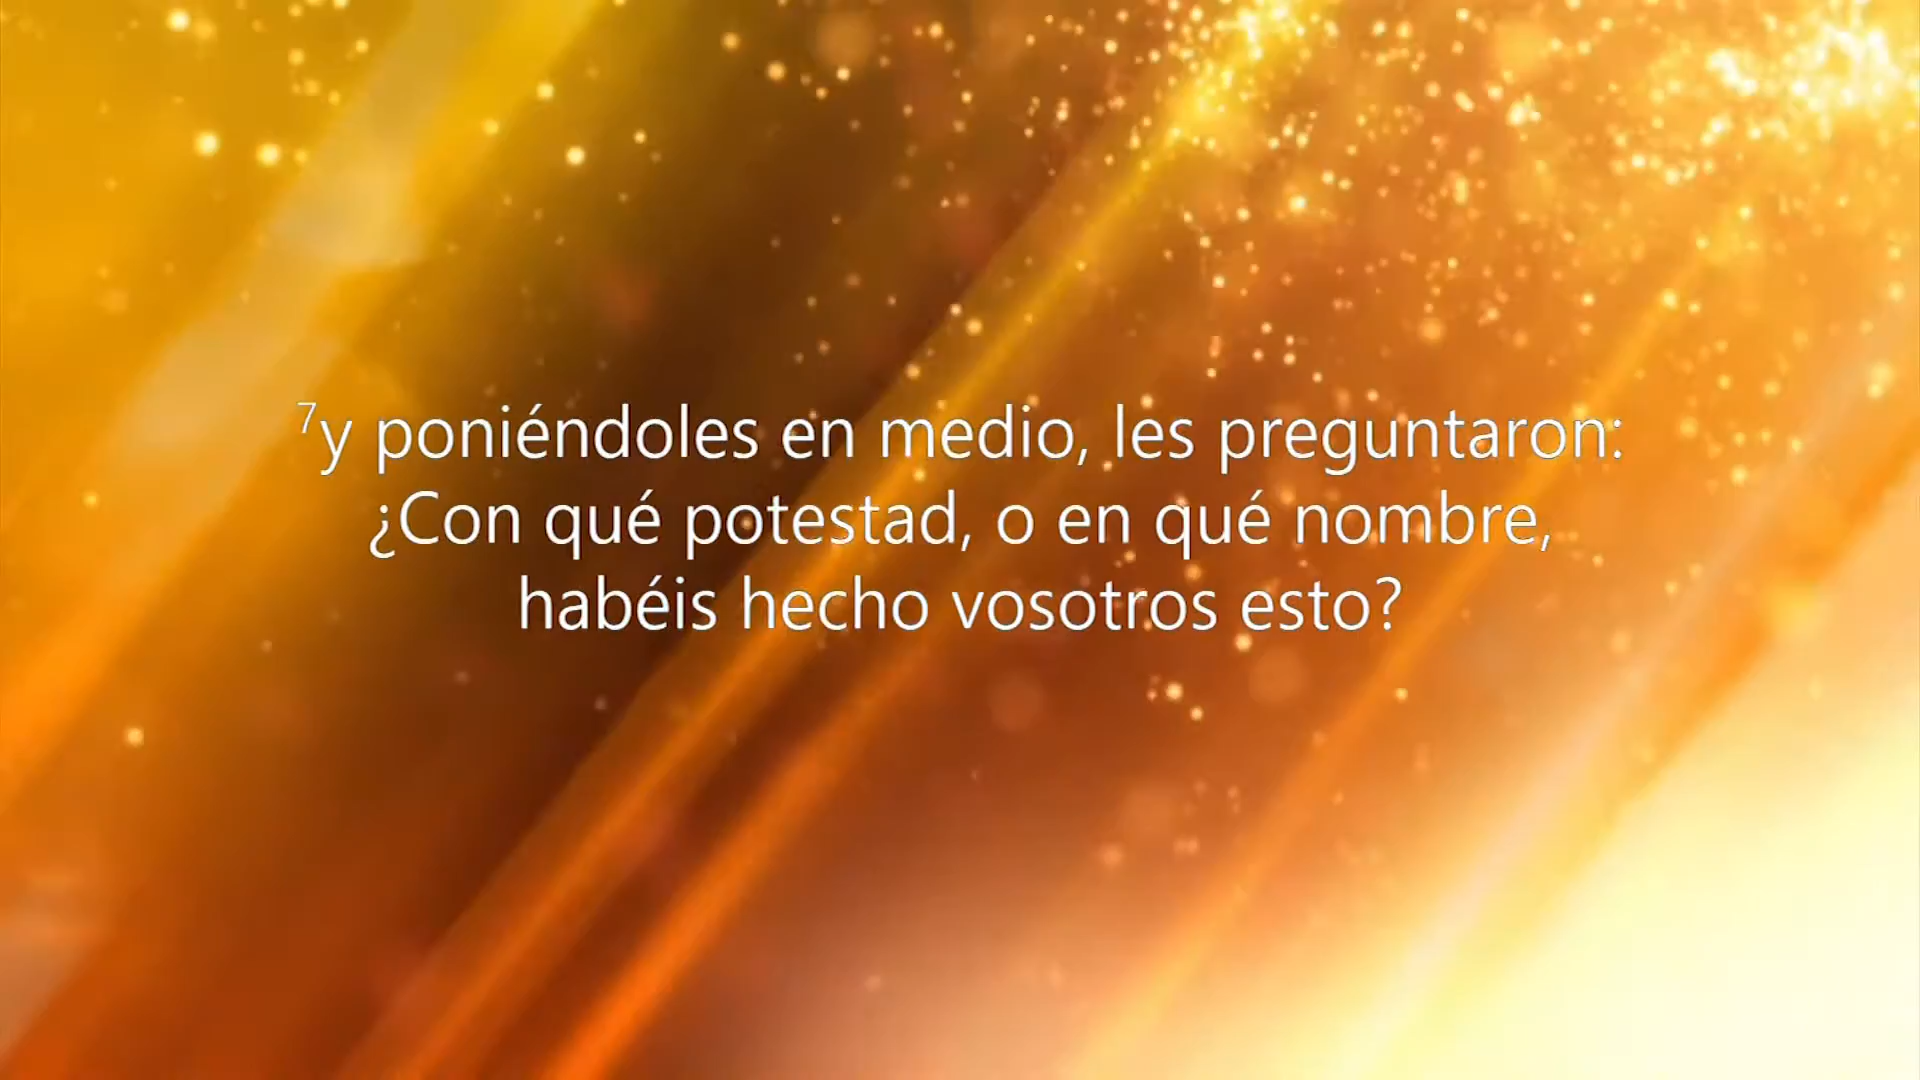 ⁷y poniéndoles en medio, les preguntaron:
¿Con qué potestad, o en qué nombre,
habéis hecho vosotros esto?